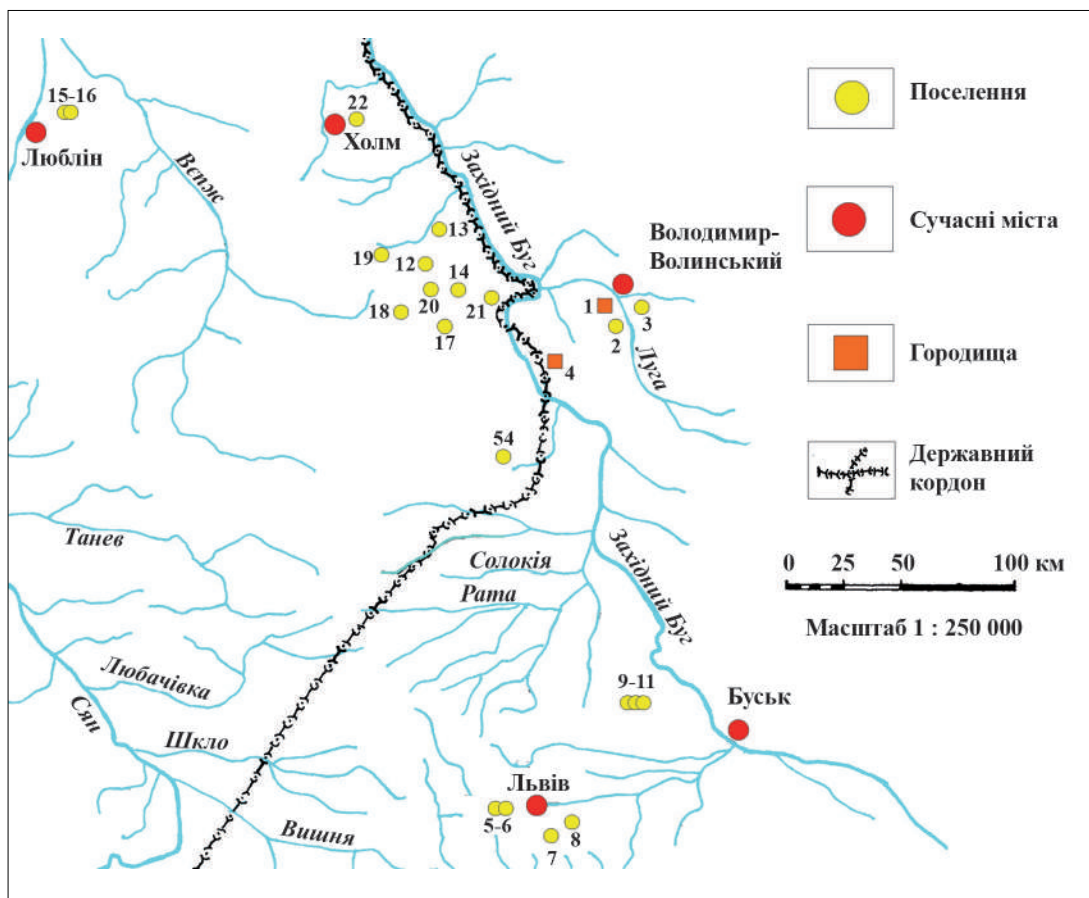 15-16
Люблін
22
Холм
Вєпж
Західний Буг
13
19
12
14
20
21
18
17
Володимир-
Волинський
1
2
3
Луга
4
54
Танев
Солокія
Рата
Західний Буг
Любачівка
Сян
Шкло
Вишня
9-11
Буськ
Львів
5-6
7
8
Поселення
Сучасні міста
Городища
Державний
кордон
0 25 50 100 км
Масштаб 1 : 250 000